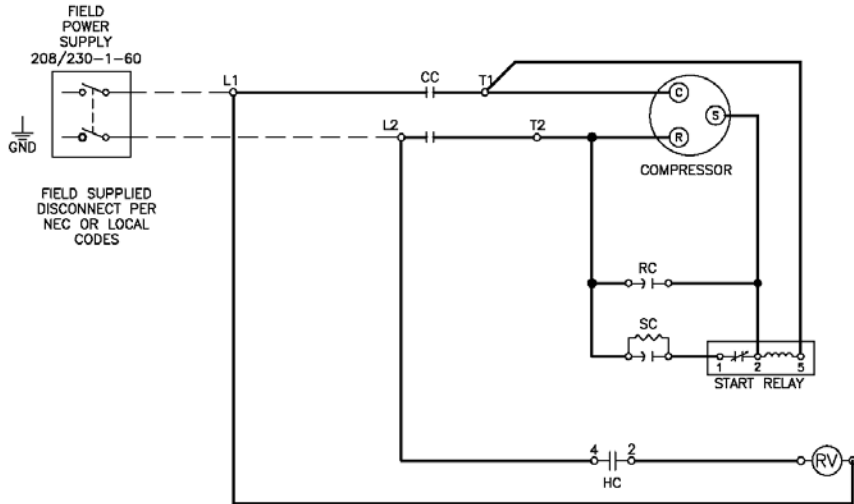 FIELD
POWER
SUPPLY
208/230-1-60
GND
FIELD SUPPLIED
DISCONNECT PER
NEC OR LOCAL
CODES
L1
CC
T1
L2
T2
C
S
R
COMPRESSOR
RC
SC
1
2
5
START RELAY
4
2
HC
RV